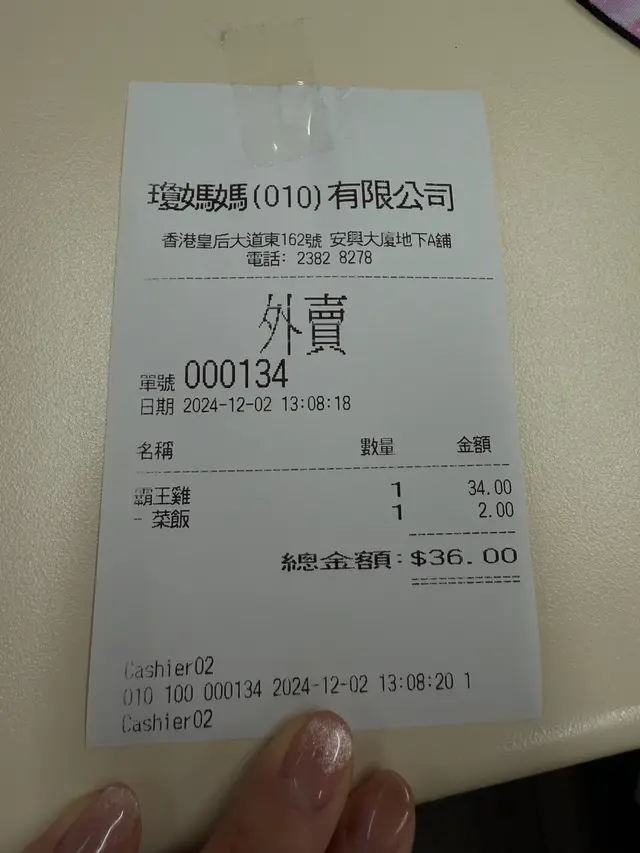 瓊媽媽(010)有限公司
香港皇后大道東162號 安興大廈地下A舖
電話: 2382 8278
外賣
單號 000134
日期 2024-12-02 13:08:18
名稱 數量 金額
霸王雞 1 34.00
- 菜飯 1 2.00
總金額:$36.00
Cashier02
010 100 000134 2024-12-02 13:08:20 1
Cashier02